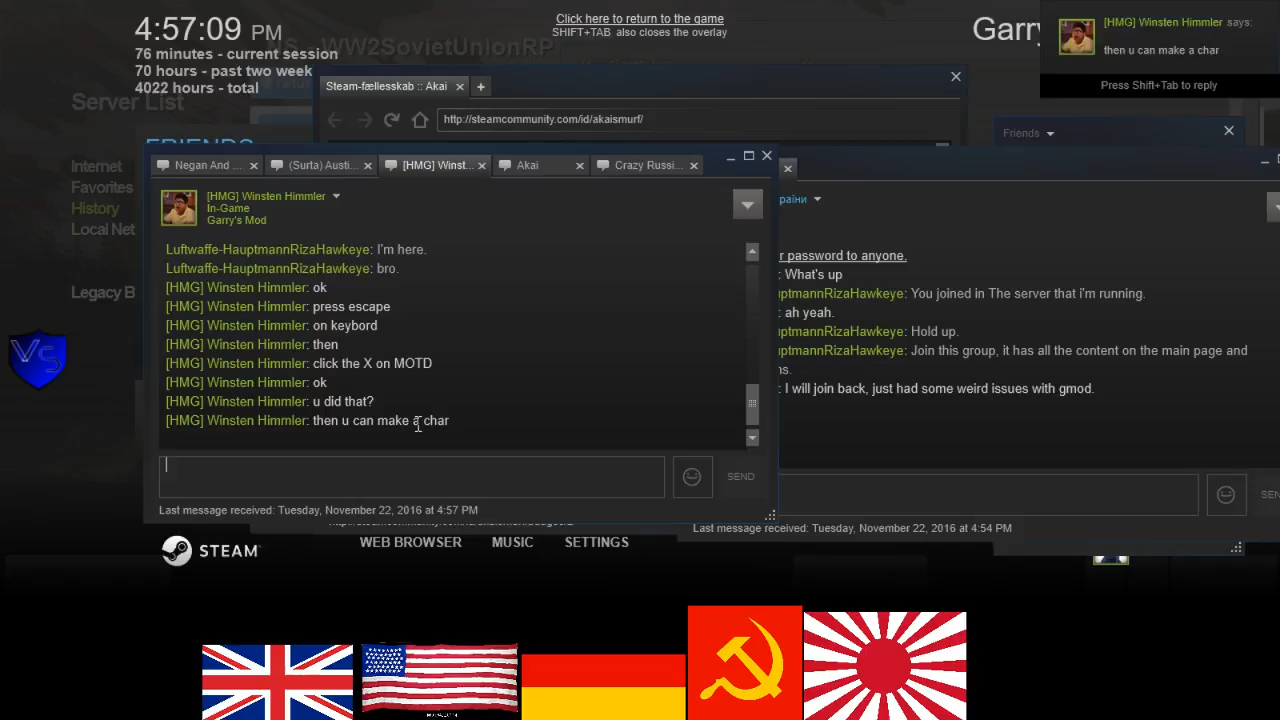 4:57:09 PM
76 minutes - current session
70 hours - past two week
4022 hours - total
Click here to return to the game
SHIFT+TAB also closes the overlay
WW2SovietUnionRP
Garry
[HMG] Winsten Himmler says:
then u can make a char
Press Shift+Tab to reply
Server List
FRIENDS
Internet
Favorites
History
Local Net
Legacy B
Steam-fællesskab :: Akai
http://steamcommunity.com/id/akaismurf/
Friends
Negan And ...
(Surta) Austi...
[HMG] Winst...
Akai
Crazy Russi...
[HMG] Winsten Himmler
In-Game
Garry's Mod
Luftwaffe-HauptmannRizaHawkeye: I'm here.
Luftwaffe-HauptmannRizaHawkeye: bro.
[HMG] Winsten Himmler: ok
[HMG] Winsten Himmler: press escape
[HMG] Winsten Himmler: on keybord
[HMG] Winsten Himmler: then
[HMG] Winsten Himmler: click the X on MOTD
[HMG] Winsten Himmler: ok
[HMG] Winsten Himmler: u did that?
[HMG] Winsten Himmler: then u can make a char
SEND
Last message received: Tuesday, November 22, 2016 at 4:57 PM
країни
r password to anyone.
: What's up
uptmannRizaHawkeye: You joined in The server that i'm running.
: ah yeah.
uptmannRizaHawkeye: Hold up.
uptmannRizaHawkeye: Join this group, it has all the content on the main page and
ns.
: I will join back, just had some weird issues with gmod.
SEN
Last message received: Tuesday, November 22, 2016 at 4:54 PM
VS
STEAM
WEB BROWSER
MUSIC
SETTINGS